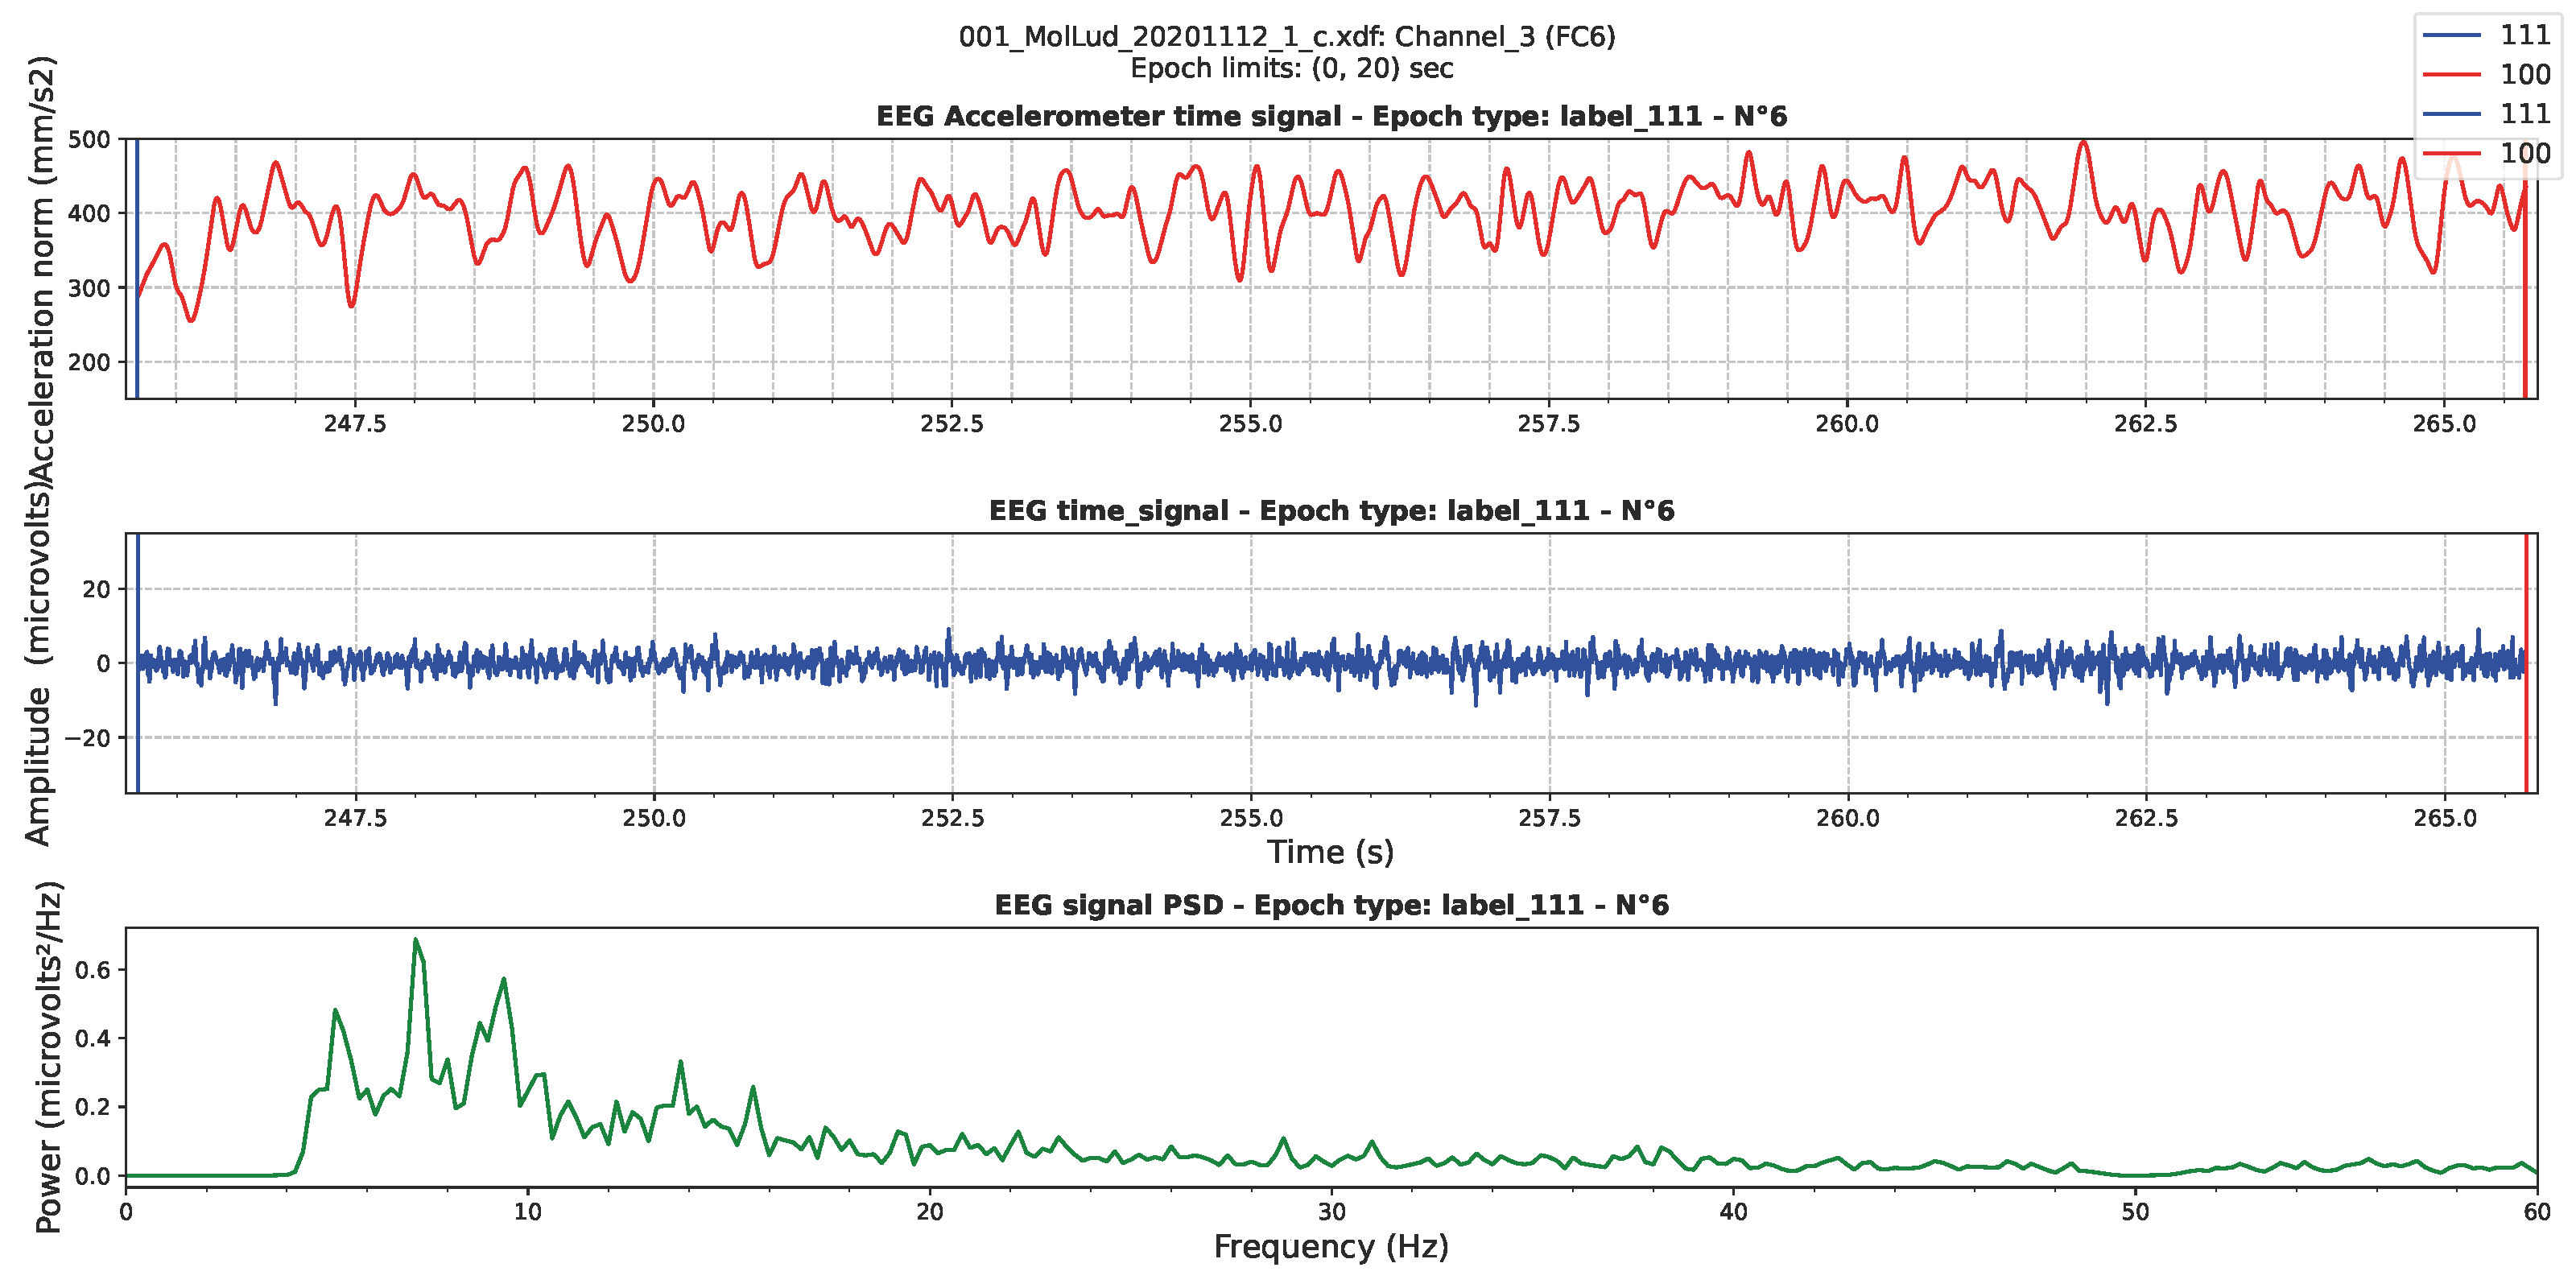 001_MolLud_20201112_1_c.xdf: Channel_3 (FC6)
Epoch limits: (0, 20) sec
111
100
111
100
EEG Accelerometer time signal - Epoch type: label_111 - N°6
Acceleration norm (mm/s2)
500
400
300
200
247.5 250.0 252.5 255.0 257.5 260.0 262.5 265.0
EEG time_signal - Epoch type: label_111 - N°6
Amplitude (microvolts)
20
0
−20
247.5 250.0 252.5 255.0 257.5 260.0 262.5 265.0
Time (s)
EEG signal PSD - Epoch type: label_111 - N°6
Power (microvolts²/Hz)
0.6
0.4
0.2
0.0
0 10 20 30 40 50 60
Frequency (Hz)